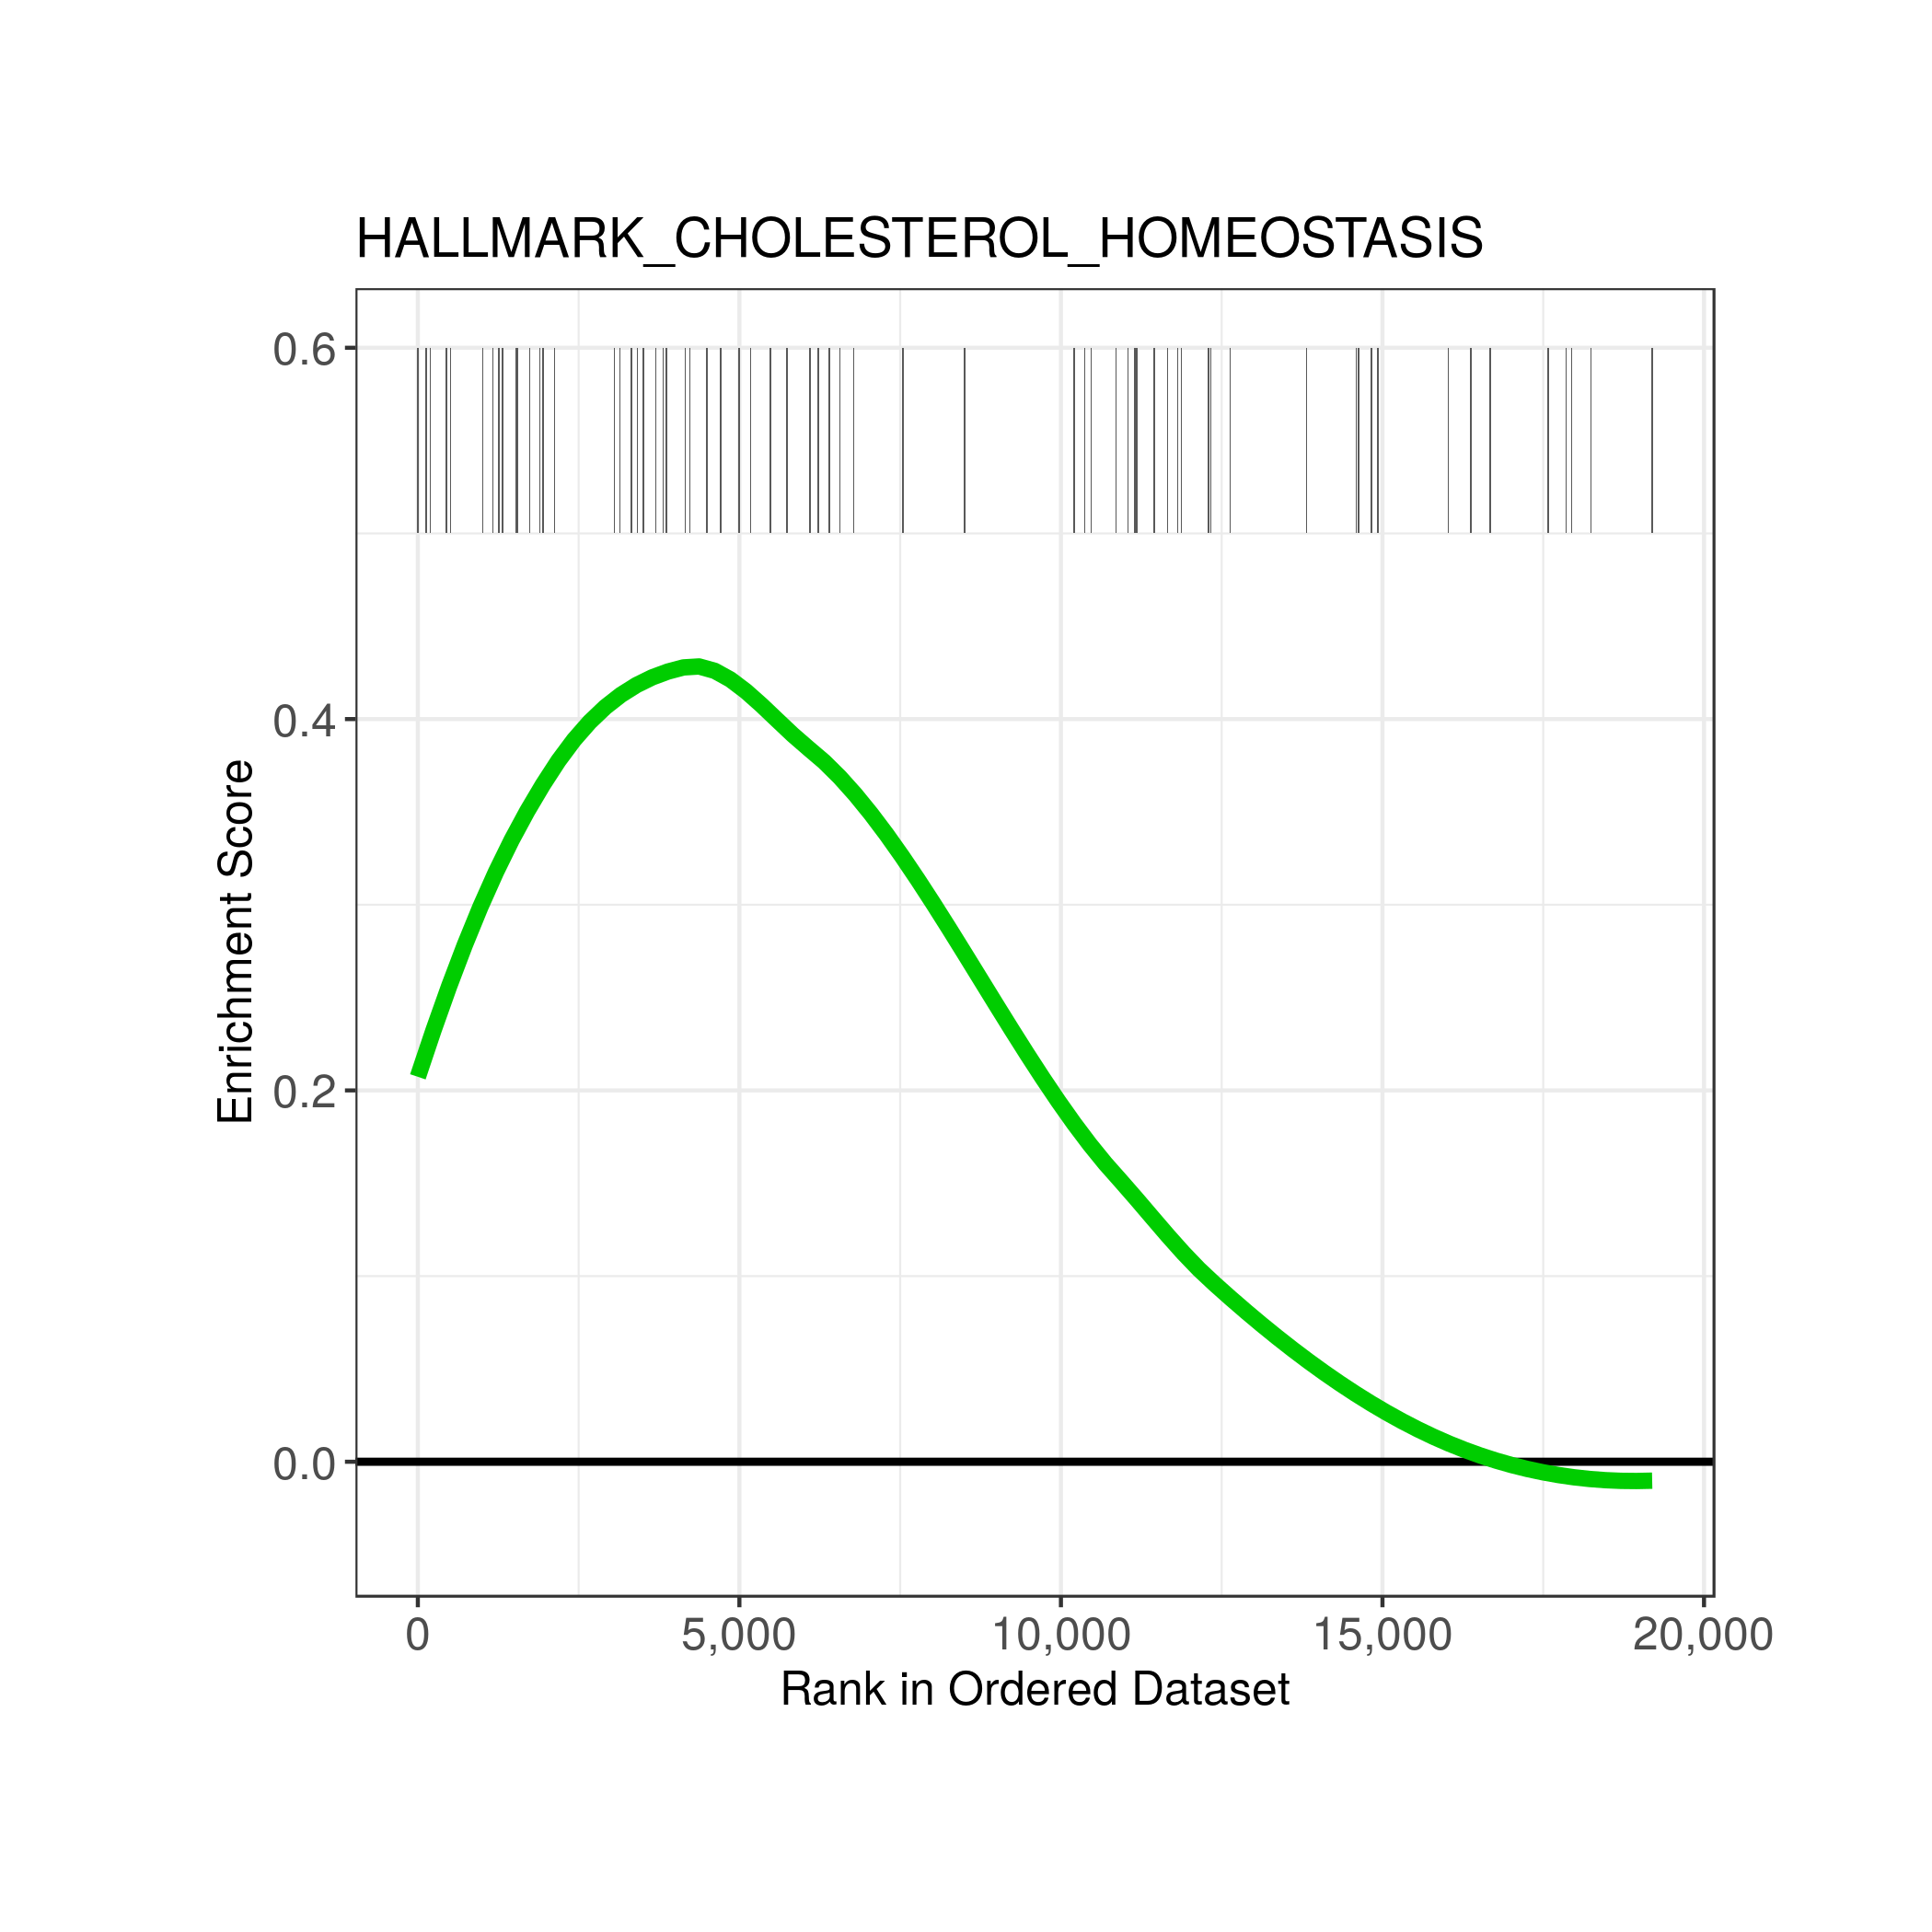 HALLMARK_CHOLESTEROL_HOMEOSTASIS
0.6
0.4
0.2
0.0
Enrichment Score
0 5,000 10,000 15,000 20,000
Rank in Ordered Dataset